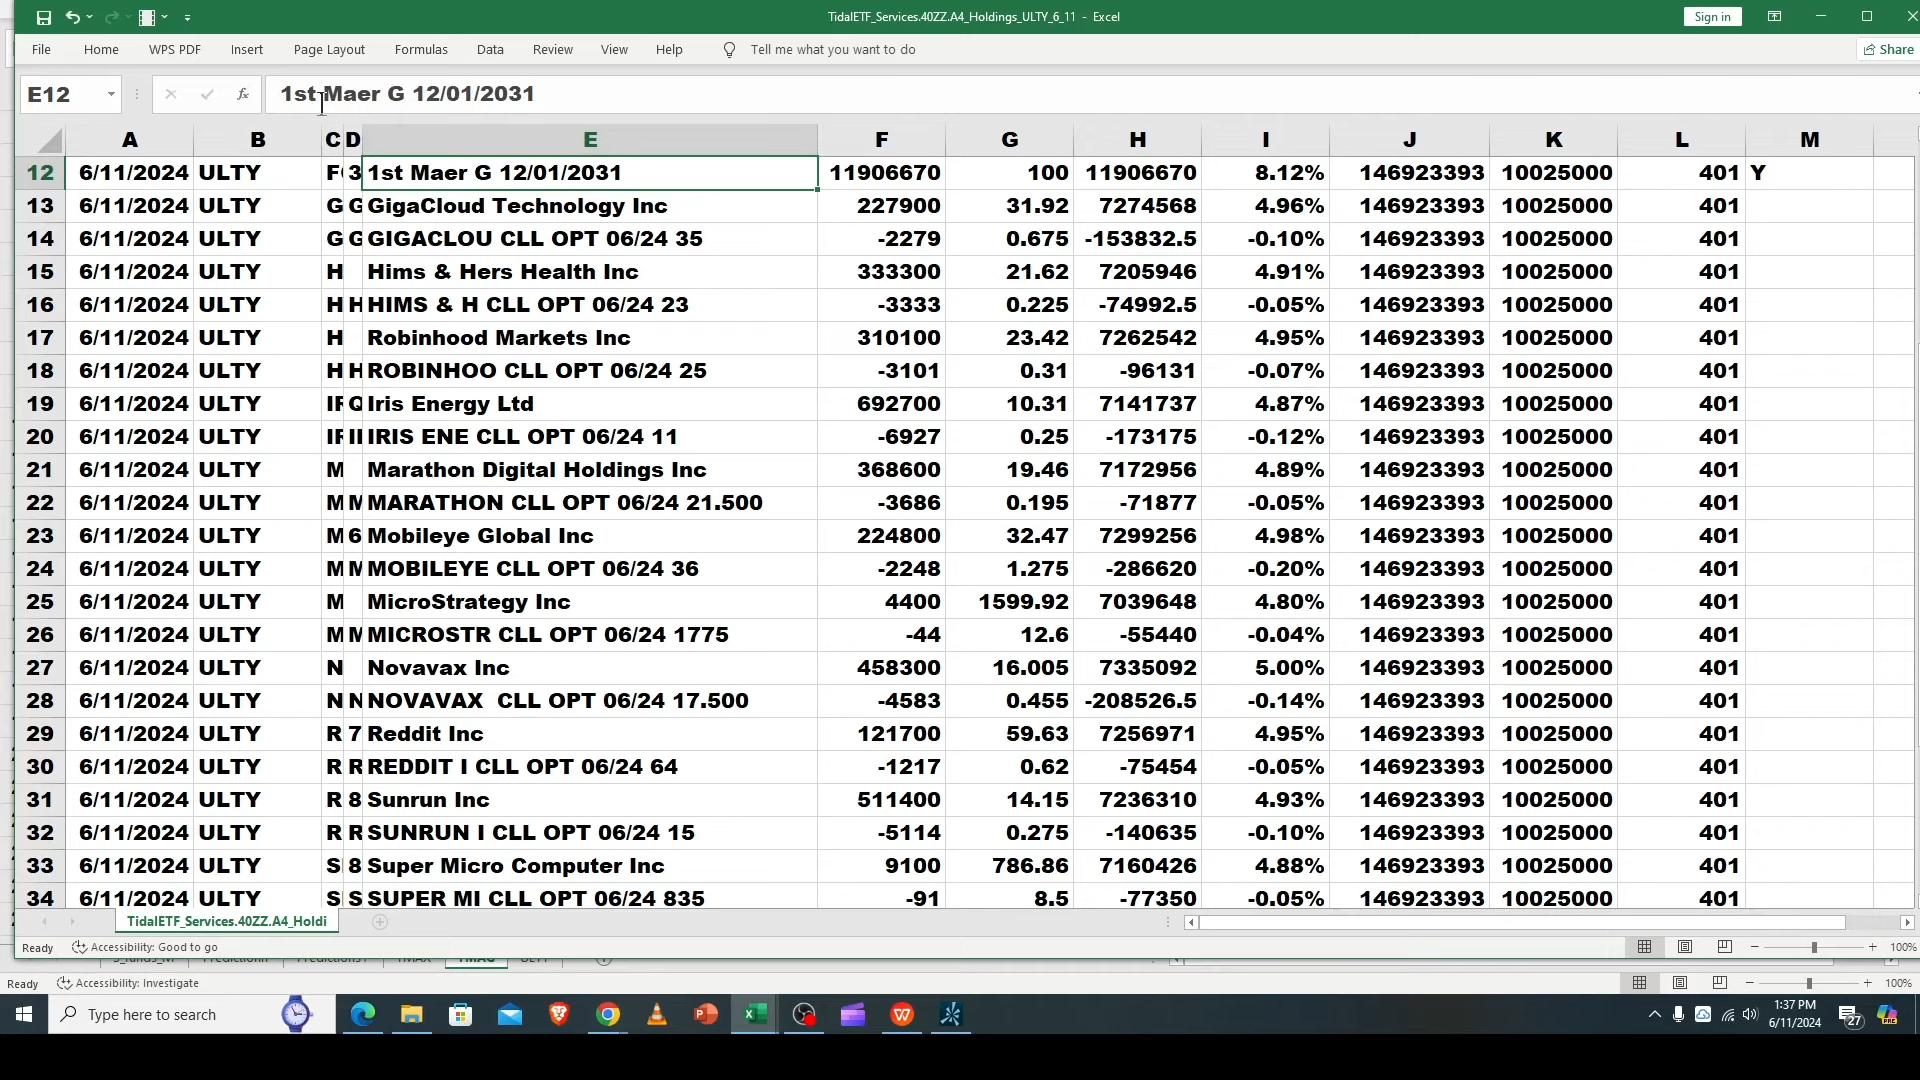 TidalETF_Services.40ZZ.A4_Holdings_ULTY_6_11 - Excel
Sign in
File Home WPS PDF Insert Page Layout Formulas Data Review View Help Tell me what you want to do Share
E12 fx 1st Maer G 12/01/2031
A B C D E F G H I J K L M
12 6/11/2024 ULTY F 3 1st Maer G 12/01/2031 11906670 100 11906670 8.12% 146923393 10025000 401 Y
13 6/11/2024 ULTY G G GigaCloud Technology Inc 227900 31.92 7274568 4.96% 146923393 10025000 401
14 6/11/2024 ULTY G G GIGACLOU CLL OPT 06/24 35 -2279 0.675 -153832.5 -0.10% 146923393 10025000 401
15 6/11/2024 ULTY H Hims & Hers Health Inc 333300 21.62 7205946 4.91% 146923393 10025000 401
16 6/11/2024 ULTY H H HIMS & H CLL OPT 06/24 23 -3333 0.225 -74992.5 -0.05% 146923393 10025000 401
17 6/11/2024 ULTY H Robinhood Markets Inc 310100 23.42 7262542 4.95% 146923393 10025000 401
18 6/11/2024 ULTY H H ROBINHOO CLL OPT 06/24 25 -3101 0.31 -96131 -0.07% 146923393 10025000 401
19 6/11/2024 ULTY IR Q Iris Energy Ltd 692700 10.31 7141737 4.87% 146923393 10025000 401
20 6/11/2024 ULTY IR II IRIS ENE CLL OPT 06/24 11 -6927 0.25 -173175 -0.12% 146923393 10025000 401
21 6/11/2024 ULTY M Marathon Digital Holdings Inc 368600 19.46 7172956 4.89% 146923393 10025000 401
22 6/11/2024 ULTY M M MARATHON CLL OPT 06/24 21.500 -3686 0.195 -71877 -0.05% 146923393 10025000 401
23 6/11/2024 ULTY M 6 Mobileye Global Inc 224800 32.47 7299256 4.98% 146923393 10025000 401
24 6/11/2024 ULTY M M MOBILEYE CLL OPT 06/24 36 -2248 1.275 -286620 -0.20% 146923393 10025000 401
25 6/11/2024 ULTY M MicroStrategy Inc 4400 1599.92 7039648 4.80% 146923393 10025000 401
26 6/11/2024 ULTY M M MICROSTR CLL OPT 06/24 1775 -44 12.6 -55440 -0.04% 146923393 10025000 401
27 6/11/2024 ULTY N Novavax Inc 458300 16.005 7335092 5.00% 146923393 10025000 401
28 6/11/2024 ULTY N N NOVAVAX CLL OPT 06/24 17.500 -4583 0.455 -208526.5 -0.14% 146923393 10025000 401
29 6/11/2024 ULTY R 7 Reddit Inc 121700 59.63 7256971 4.95% 146923393 10025000 401
30 6/11/2024 ULTY R R REDDIT I CLL OPT 06/24 64 -1217 0.62 -75454 -0.05% 146923393 10025000 401
31 6/11/2024 ULTY R 8 Sunrun Inc 511400 14.15 7236310 4.93% 146923393 10025000 401
32 6/11/2024 ULTY R R SUNRUN I CLL OPT 06/24 15 -5114 0.275 -140635 -0.10% 146923393 10025000 401
33 6/11/2024 ULTY S 8 Super Micro Computer Inc 9100 786.86 7160426 4.88% 146923393 10025000 401
34 6/11/2024 ULTY S S SUPER MI CLL OPT 06/24 835 -91 8.5 -77350 -0.05% 146923393 10025000 401
TidalETF_Services.40ZZ.A4_Holdi
Ready Accessibility: Good to go 100%
Ready Accessibility: Investigate 100%
Type here to search
1:37 PM
6/11/2024
27